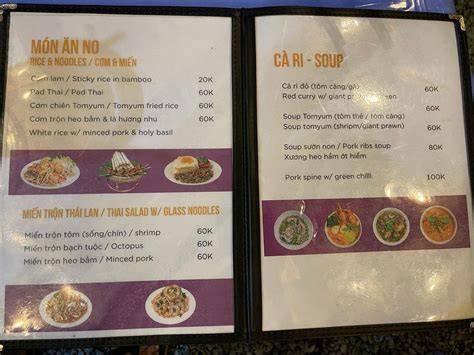 MÓN ĂN NO
RICE & NOODLES / CƠM & MIẾN
Cơm lam / Sticky rice in bamboo 20K
Pad Thai / Pad Thai 60K
Cơm chiên Tomyum / Tomyum fried rice 60K
Cơm trộn heo bằm & lá hương nhu 60K
White rice w/ minced pork & holy basil
MIẾN TRỘN THÁI LAN / THAI SALAD W/ GLASS NOODLES
Miến trộn tôm (sống/chín) / shrimp 60K
Miến trộn bạch tuộc / Octopus 60K
Miến trộn heo bằm / Minced pork 60K
CÀ RI - SOUP
Cà ri đỏ (tôm càng/gà) 60K
Red curry w/ giant
Soup Tomyum (tôm thẻ / tôm càng) 60K
Soup tomyum (shripm/giant prawn) 60K
Soup sườn non / Pork ribs soup 80K
Xương heo hầm ớt hiểm
Pork spine w/ green chilli 100K